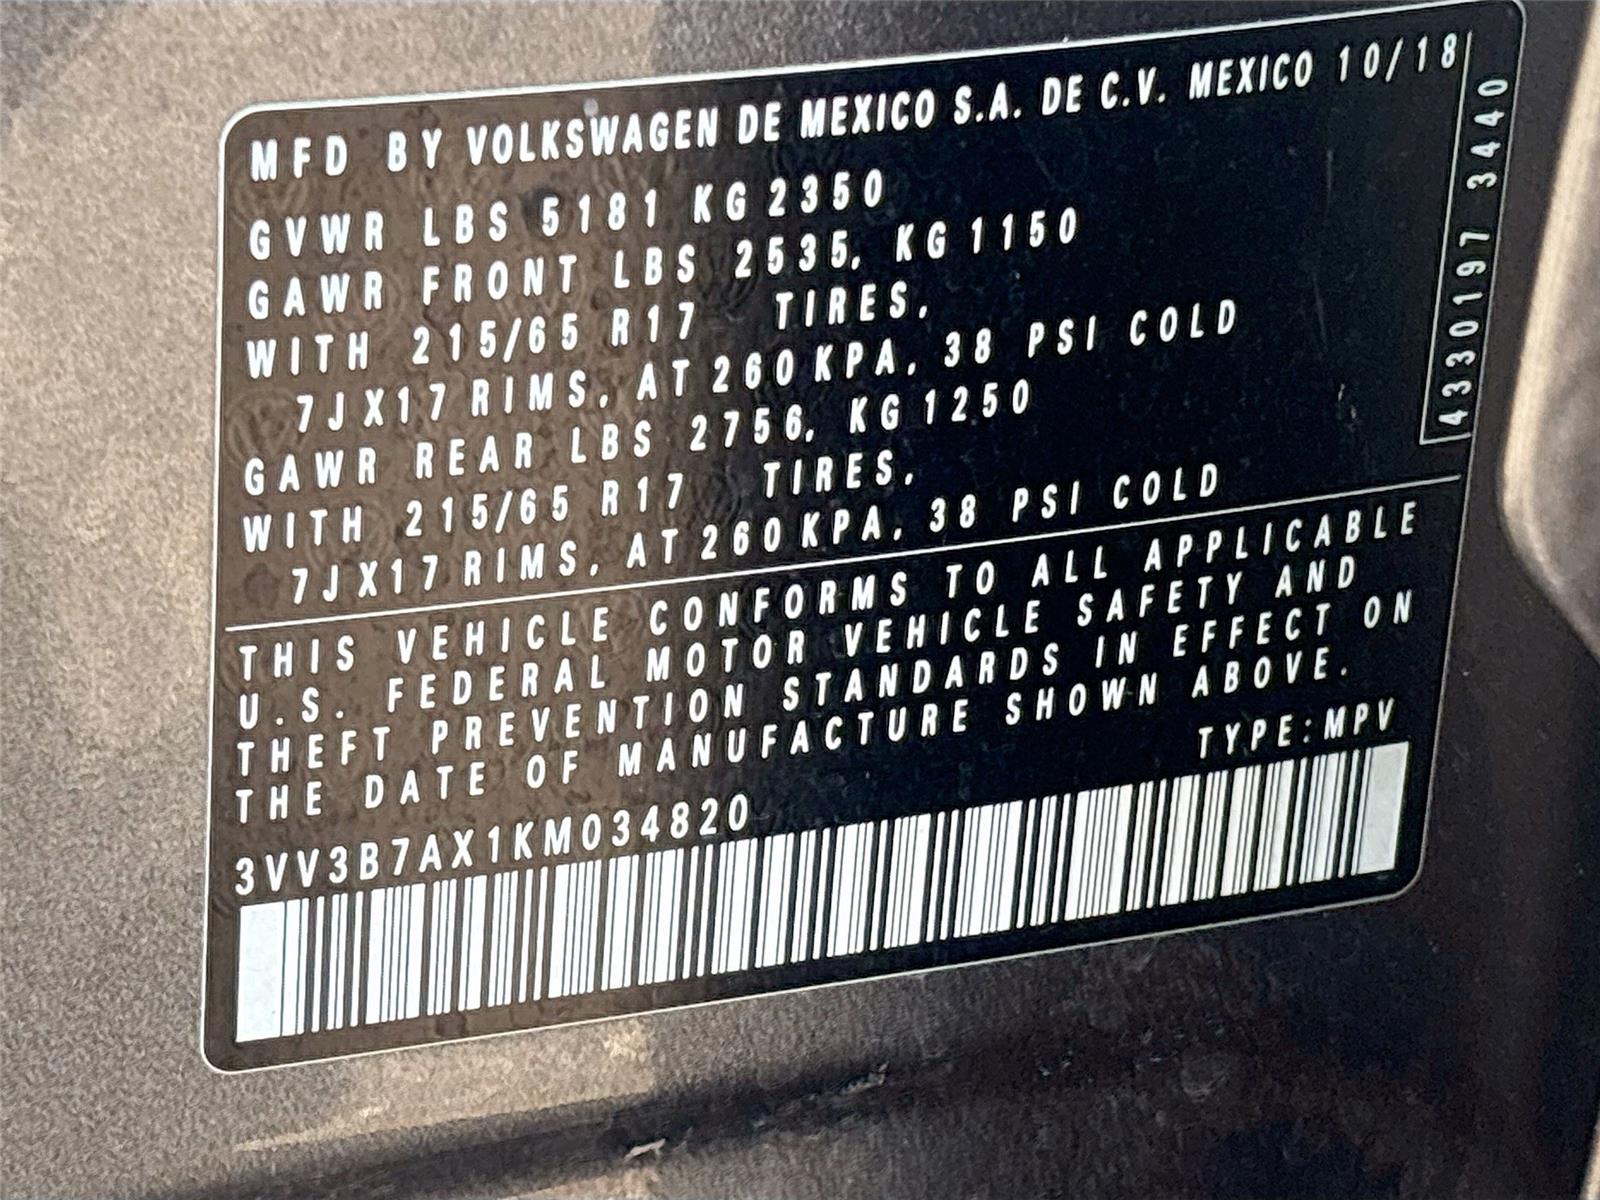 MFD BY VOLKSWAGEN DE MEXICO S.A. DE C.V. MEXICO 10/18
GVWR LBS 5181 KG 2350
GAWR FRONT LBS 2535, KG 1150
WITH 215/65 R17 TIRES,
7JX17 RIMS, AT 260 KPA, 38 PSI COLD
GAWR REAR LBS 2756, KG 1250
WITH 215/65 R17 TIRES,
7JX17 RIMS, AT 260 KPA, 38 PSI COLD
4330197 3440
THIS VEHICLE CONFORMS TO ALL APPLICABLE
U.S. FEDERAL MOTOR VEHICLE SAFETY AND
THEFT PREVENTION STANDARDS IN EFFECT ON
THE DATE OF MANUFACTURE SHOWN ABOVE.
TYPE:MPV
3VV3B7AX1KM034820